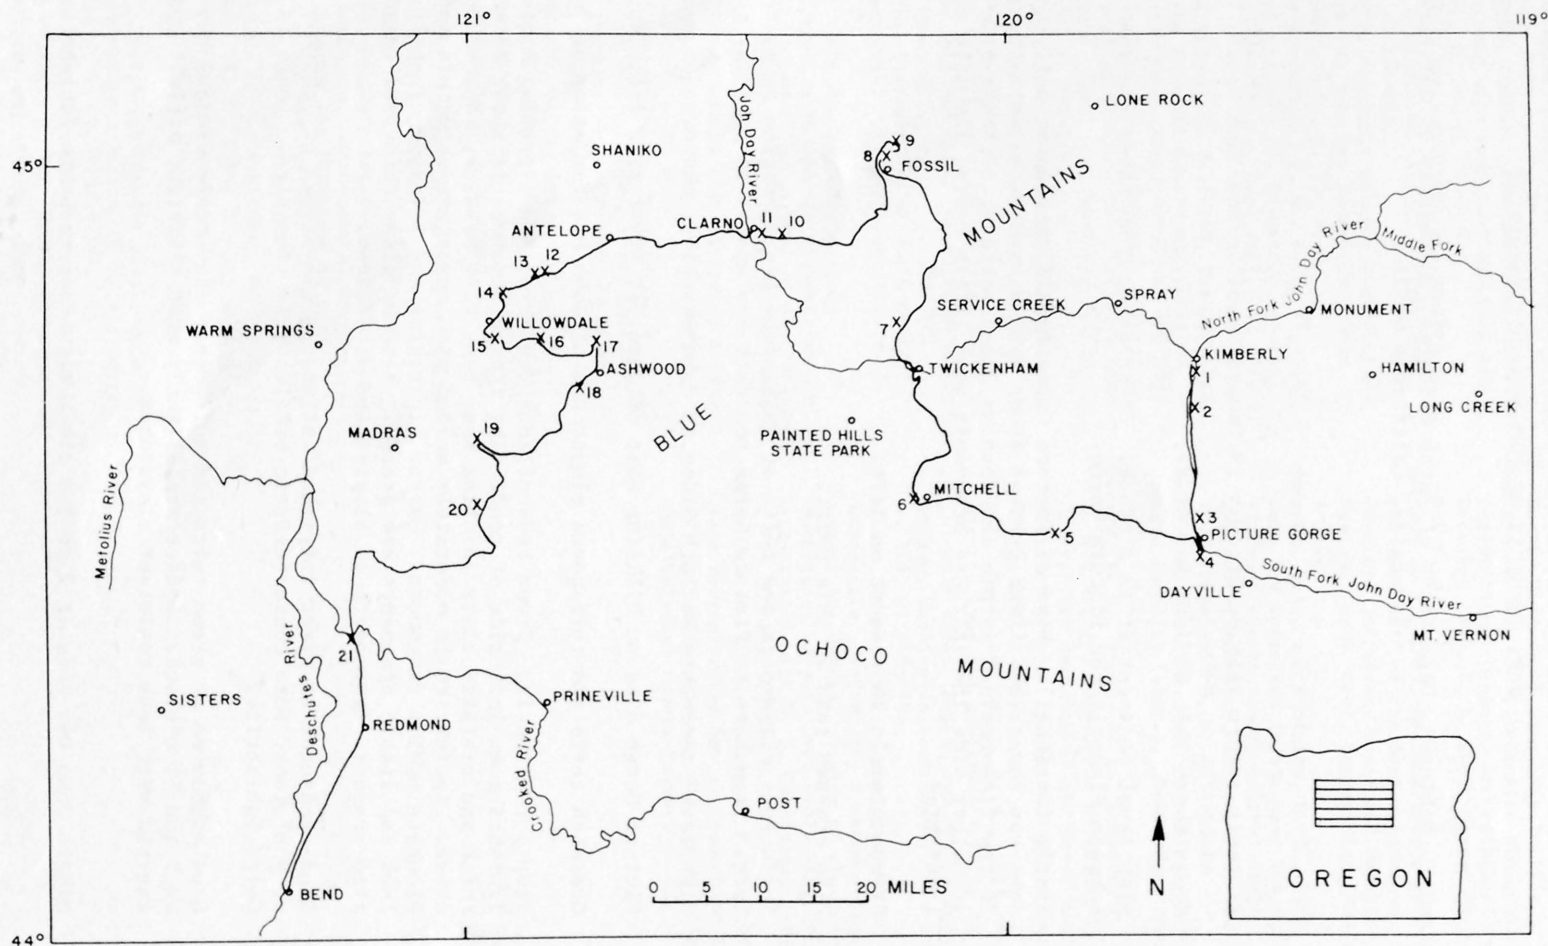 121° 120° 119°
LONE ROCK
Joh Day River
9
SHANIKO
8
45°
FOSSIL
MOUNTAINS
CLARNO
11 10
ANTELOPE
North Fork John Day River
Middle Fork
13 12
14
SPRAY
SERVICE CREEK
MONUMENT
WILLOWDALE
7
WARM SPRINGS
15 16 17
KIMBERLY
ASHWOOD
TWICKENHAM
HAMILTON
1
18
2
LONG CREEK
BLUE
19
MADRAS
PAINTED HILLS
STATE PARK
MITCHELL
6
20
3
Metolius River
5
PICTURE GORGE
4
South Fork John Day River
DAYVILLE
MT. VERNON
OCHOCO MOUNTAINS
21
Deschutes River
SISTERS
PRINEVILLE
REDMOND
Crooked River
POST
OREGON
0 5 10 15 20 MILES
N
BEND
44°